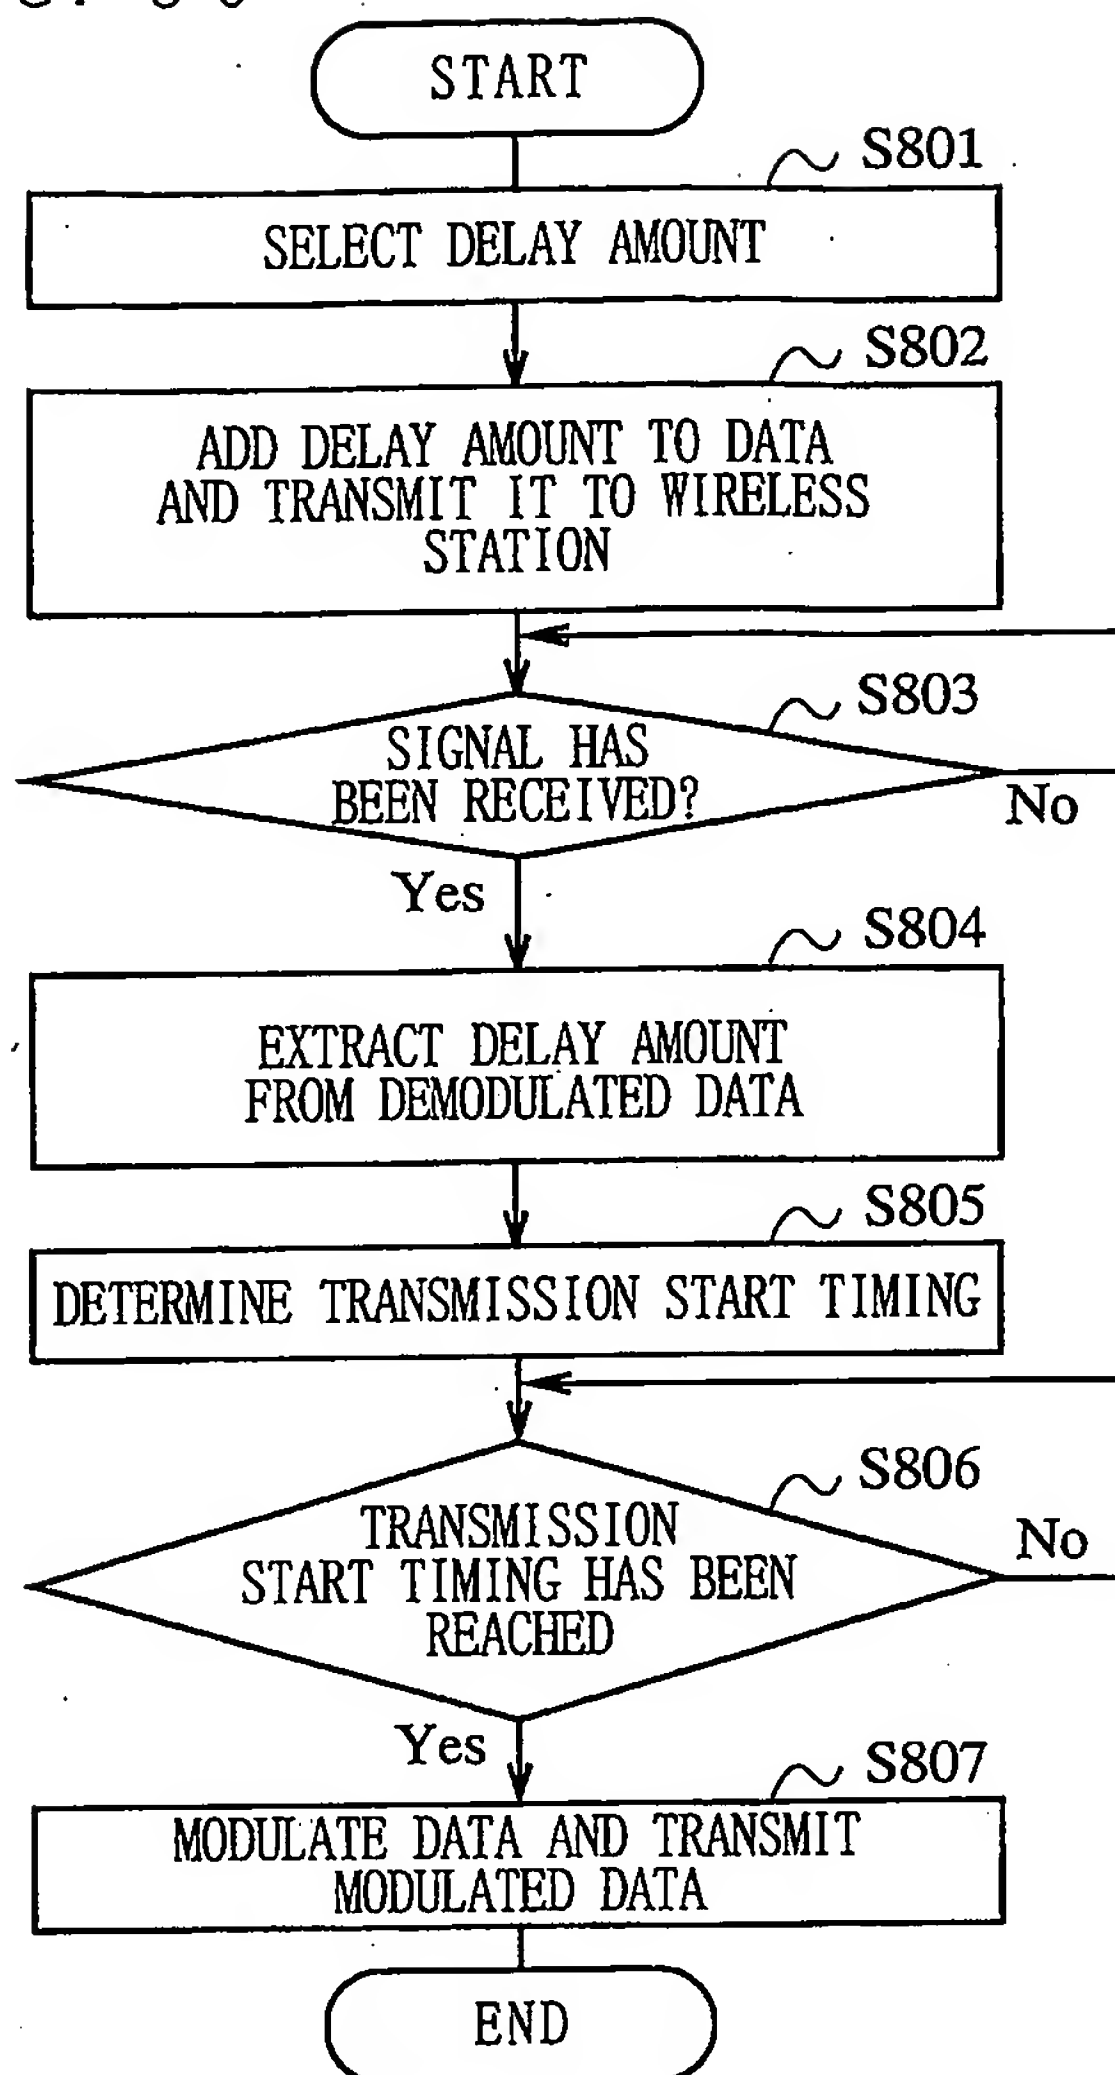 START
S801
SELECT DELAY AMOUNT
S802
ADD DELAY AMOUNT TO DATA
AND TRANSMIT IT TO WIRELESS
STATION
S803
SIGNAL HAS
BEEN RECEIVED?
No
Yes
S804
EXTRACT DELAY AMOUNT
FROM DEMODULATED DATA
S805
DETERMINE TRANSMISSION START TIMING
S806
TRANSMISSION
START TIMING HAS BEEN
REACHED
No
Yes
S807
MODULATE DATA AND TRANSMIT
MODULATED DATA
END